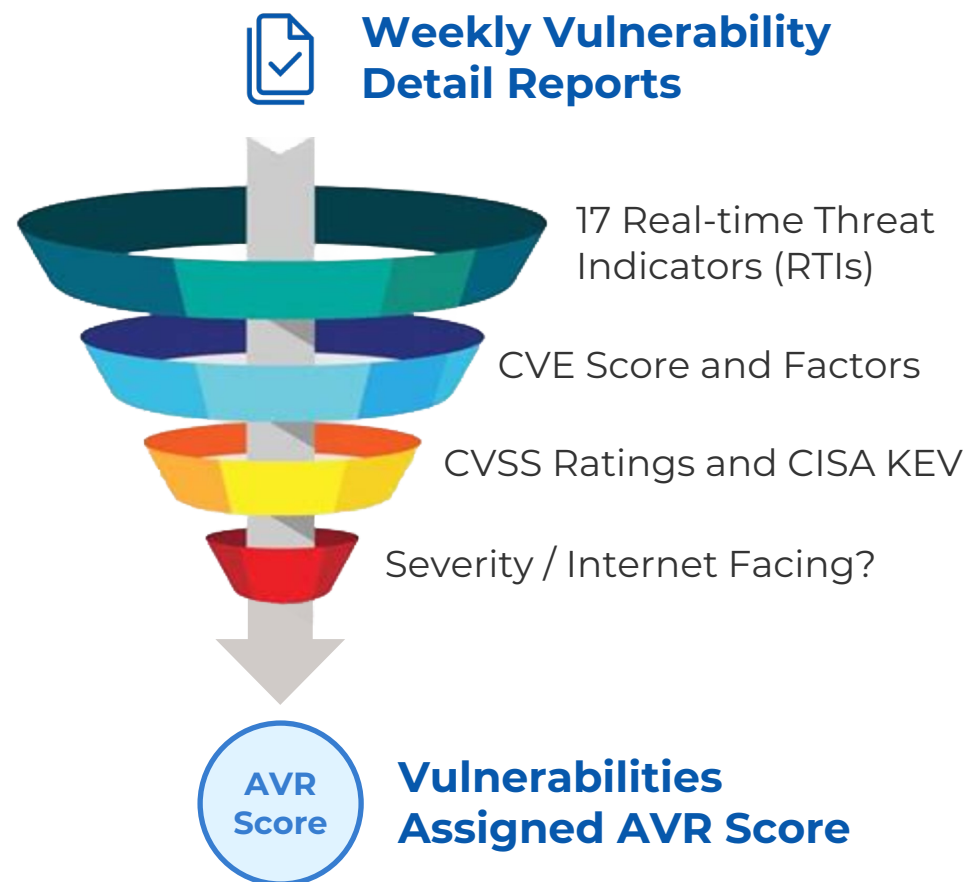 Weekly Vulnerability
Detail Reports
17 Real-time Threat
Indicators (RTIs)
CVE Score and Factors
CVSS Ratings and CISA KEV
Severity / Internet Facing?
AVR
Score
Vulnerabilities
Assigned AVR Score